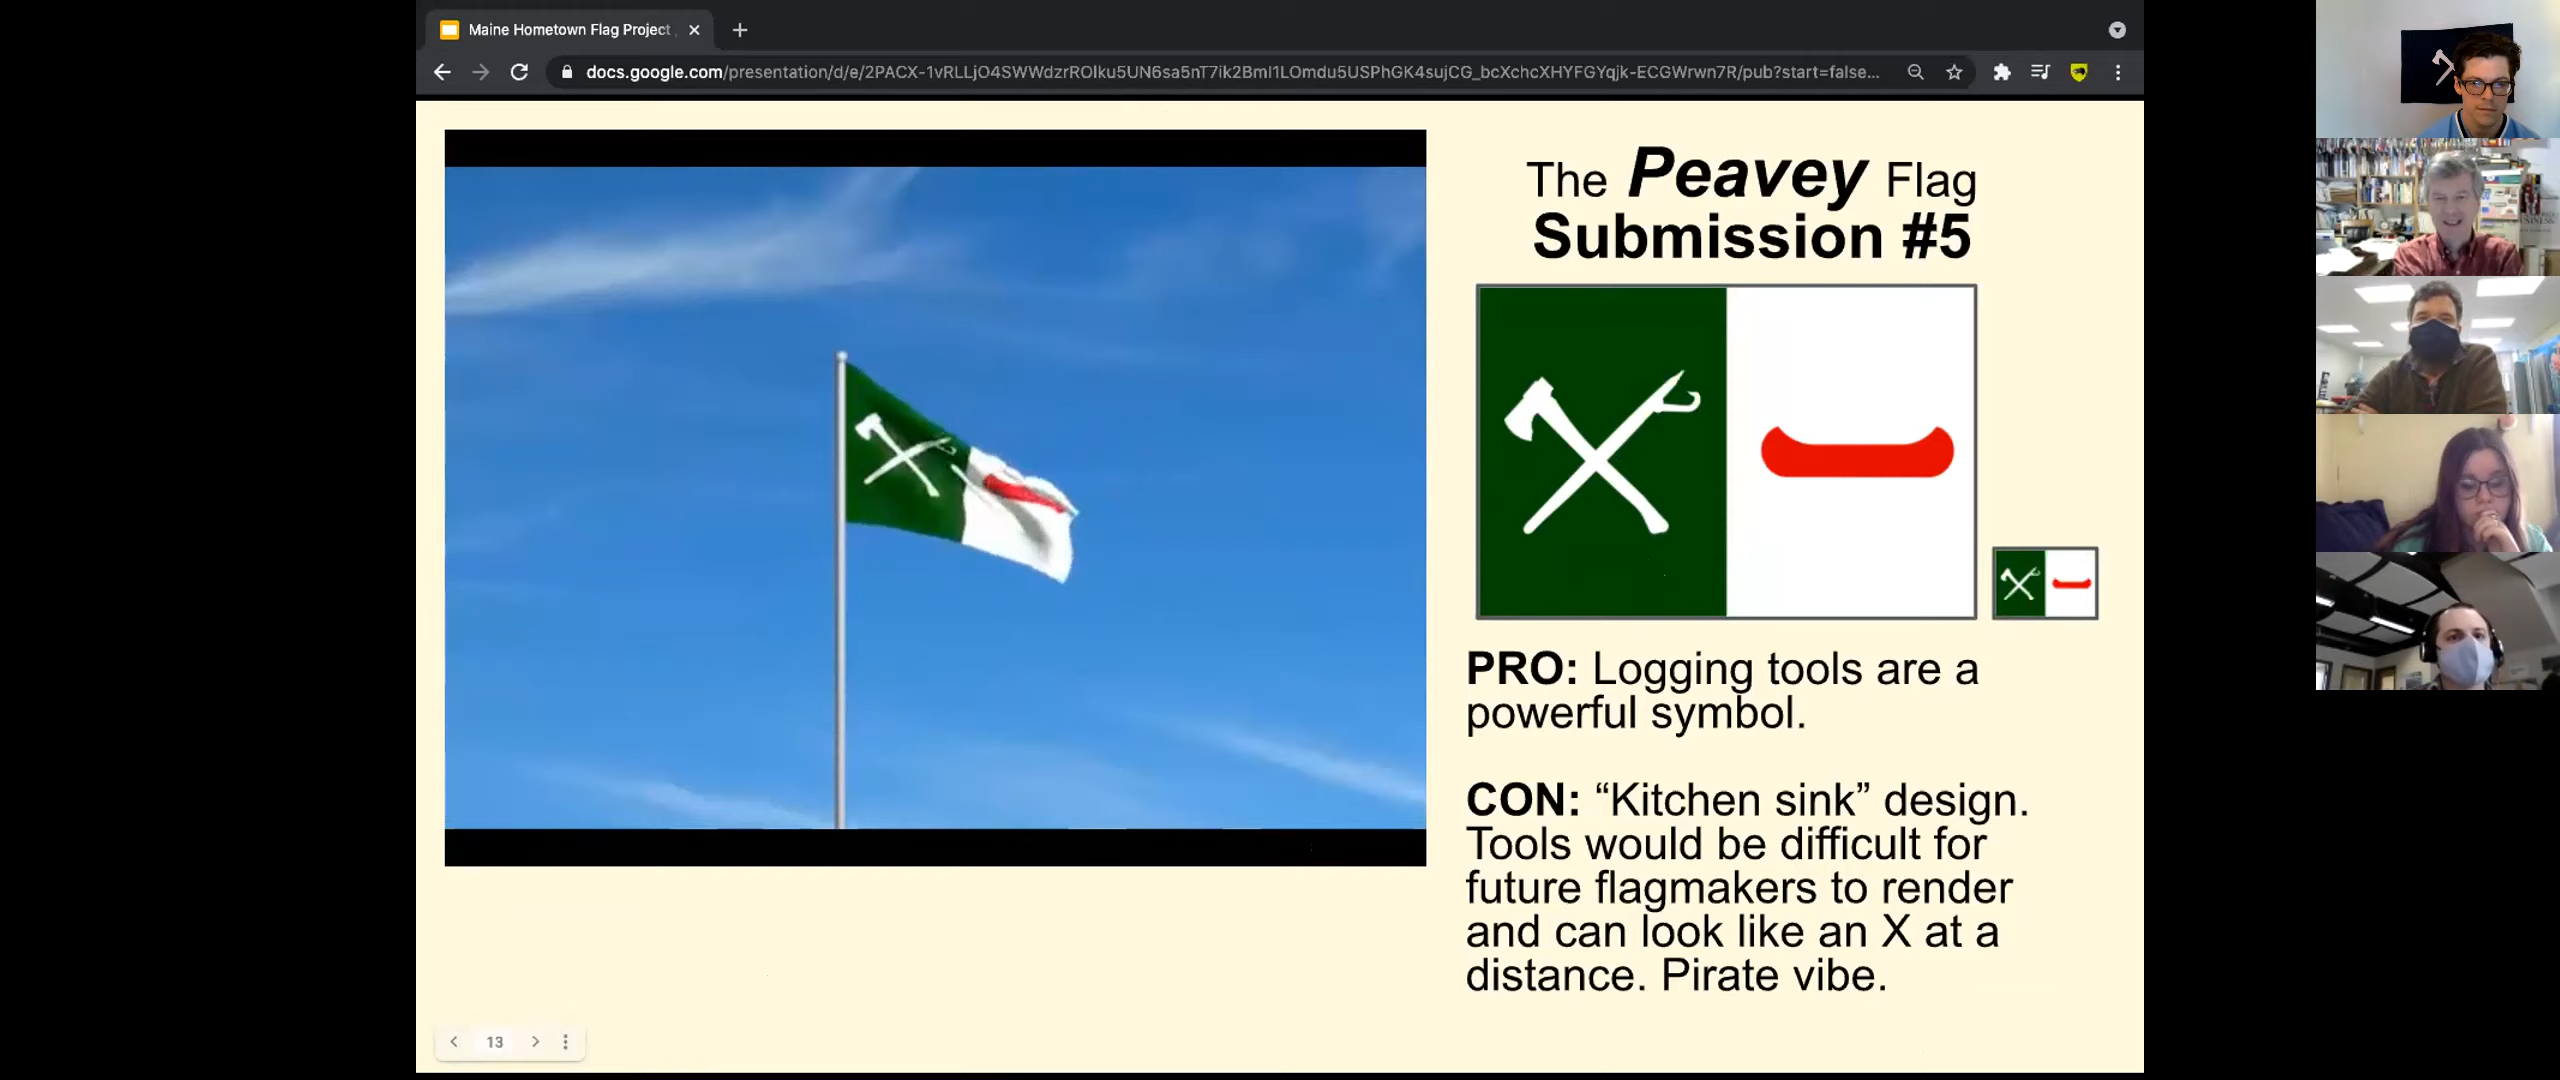 Maine Hometown Flag Project
docs.google.com/presentation/d/e/2PACX-1vRLLjO4SWWdzrROlku5UN6sa5nT7ik2BmI1LOmdu5USPhGK4sujCG_bcXchcXHYFGYqjk-ECGWrwn7R/pub?start=false...
The Peavey Flag
Submission #5
PRO: Logging tools are a
powerful symbol.
CON: “Kitchen sink” design.
Tools would be difficult for
future flagmakers to render
and can look like an X at a
distance. Pirate vibe.
13